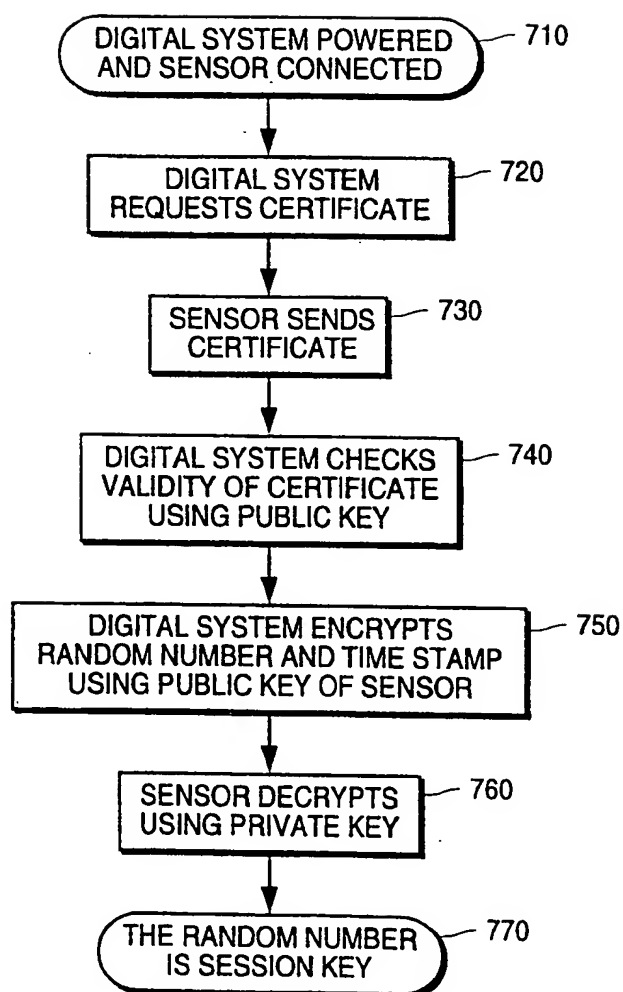 DIGITAL SYSTEM POWERED
AND SENSOR CONNECTED
710
DIGITAL SYSTEM
REQUESTS CERTIFICATE
720
SENSOR SENDS
CERTIFICATE
730
DIGITAL SYSTEM CHECKS
VALIDITY OF CERTIFICATE
USING PUBLIC KEY
740
DIGITAL SYSTEM ENCRYPTS
RANDOM NUMBER AND TIME STAMP
USING PUBLIC KEY OF SENSOR
750
SENSOR DECRYPTS
USING PRIVATE KEY
760
THE RANDOM NUMBER
IS SESSION KEY
770